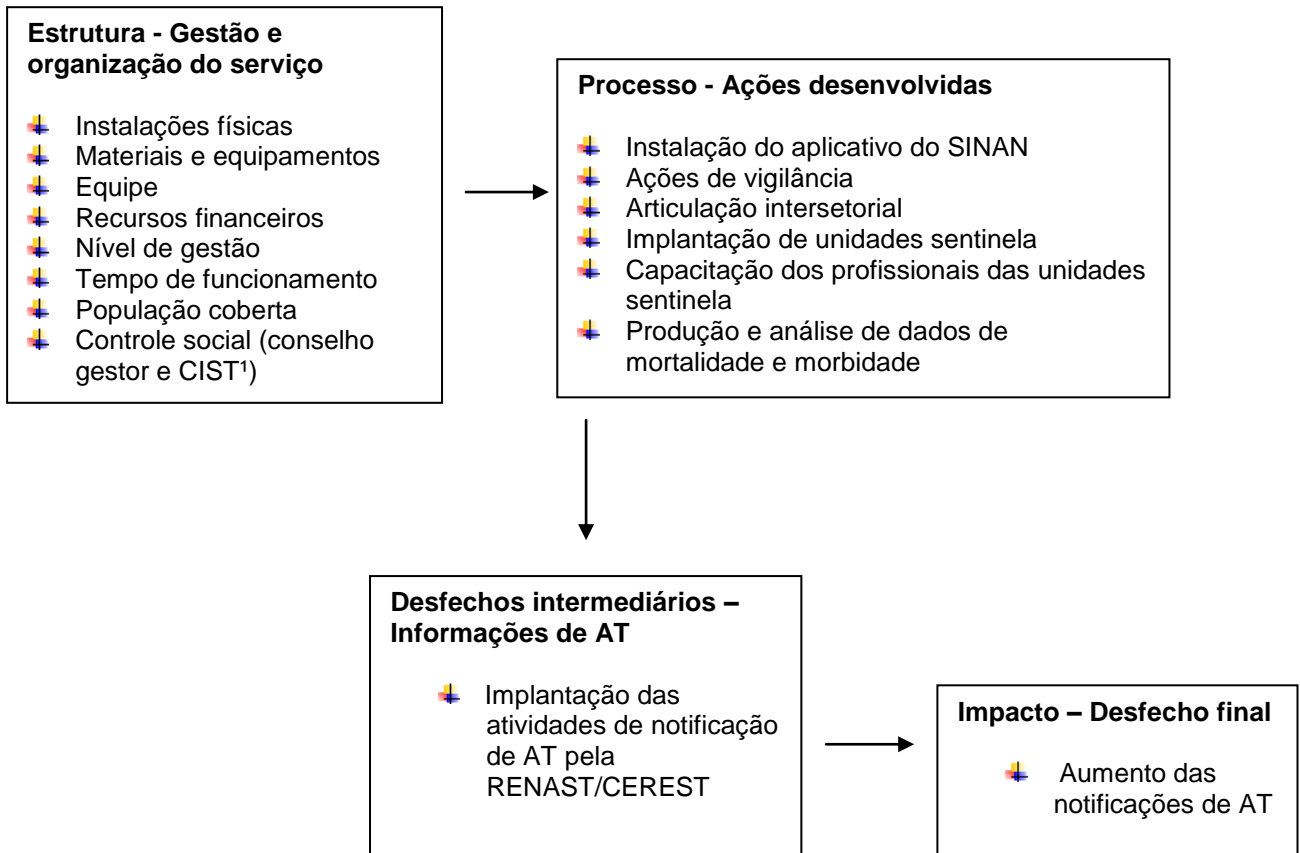 Estrutura - Gestão e
organização do serviço
Instalações físicas
Materiais e equipamentos
Equipe
Recursos financeiros
Nível de gestão
Tempo de funcionamento
População coberta
Controle social (conselho
gestor e CIST¹)
Processo - Ações desenvolvidas
Instalação do aplicativo do SINAN
Ações de vigilância
Articulação intersetorial
Implantação de unidades sentinela
Capacitação dos profissionais das unidades
sentinela
Produção e análise de dados de
mortalidade e morbidade
Desfechos intermediários –
Informações de AT
Implantação das
atividades de notificação
de AT pela
RENAST/CEREST
Impacto – Desfecho final
Aumento das
notificações de AT